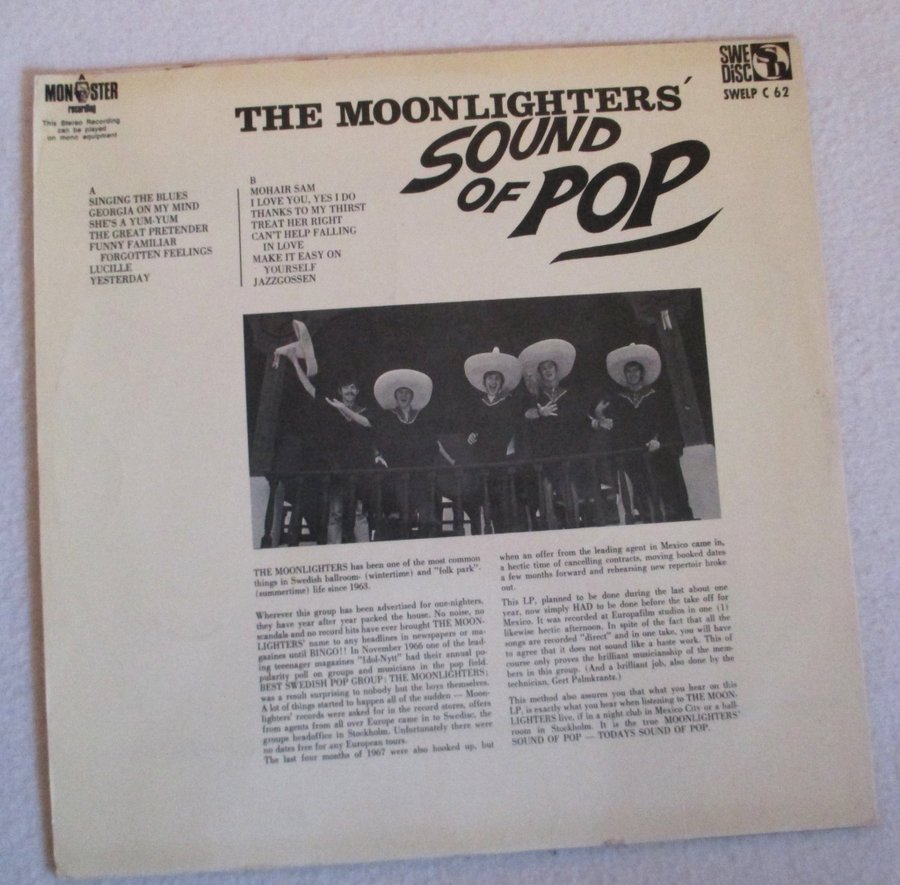 MONSTER
recording
This Stereo Recording
can be played
on mono equipment
SWE
DISC
SD
SWELP C 62
THE MOONLIGHTERS'
SOUND
OF POP
A
SINGING THE BLUES
GEORGIA ON MY MIND
SHE'S A YUM-YUM
THE GREAT PRETENDER
FUNNY FAMILIAR
FORGOTTEN FEELINGS
LUCILLE
YESTERDAY
B
MOHAIR SAM
I LOVE YOU, YES I DO
THANKS TO MY THIRST
TREAT HER RIGHT
CAN'T HELP FALLING
IN LOVE
MAKE IT EASY ON
YOURSELF
JAZZGOSSEN
THE MOONLIGHTERS has been one of the most common
things in Swedish ballroom- (wintertime) and "folk park"-
(summertime) life since 1963.
Wherever this group has been advertised for one-nighters,
they have year after year packed the house. No noise, no
scandals and no record hits have ever brought THE MOON-
LIGHTERS' name to any headlines in newspapers or ma-
gazines until BINGO!! In November 1966 one of the lead-
ing teenager magazines "Idol-Nytt" had their annual po-
pularity poll on groups and musicians in the pop field.
BEST SWEDISH POP GROUP: THE MOONLIGHTERS;
was a result surprising to nobody but the boys themselves.
A lot of things started to happen all of the sudden — Moon-
lighters' records were asked for in the record stores, offers
from agents from all over Europe came in to Swedisc, the
groups headoffice in Stockholm. Unfortunately there were
no dates free for any European tours.
The last four months of 1967 were also booked up, but
when an offer from the leading agent in Mexico came in,
a hectic time of cancelling contracts, moving booked dates
a few months forward and rehearsing new repertoir broke
out.
This LP, planned to be done during the last about one
year, now simply HAD to be done before the take off for
Mexico. It was recorded at Europafilm studios in one (1)
likewise hectic afternoon. In spite of the fact that all the
songs are recorded "direct" and in one take, you will have
to agree that it does not sound like a haste work. This of
course only proves the brilliant musicianship of the mem-
bers in this group. (And a brilliant job, also done by the
technician, Gert Palmkrantz.)
This method also assures you that what you hear on this
LP, is exactly what you hear when listening to THE MOON-
LIGHTERS live, if in a night club in Mexico City or a ball-
room in Stockholm. It is the true MOONLIGHTERS'
SOUND OF POP — TODAYS SOUND OF POP.